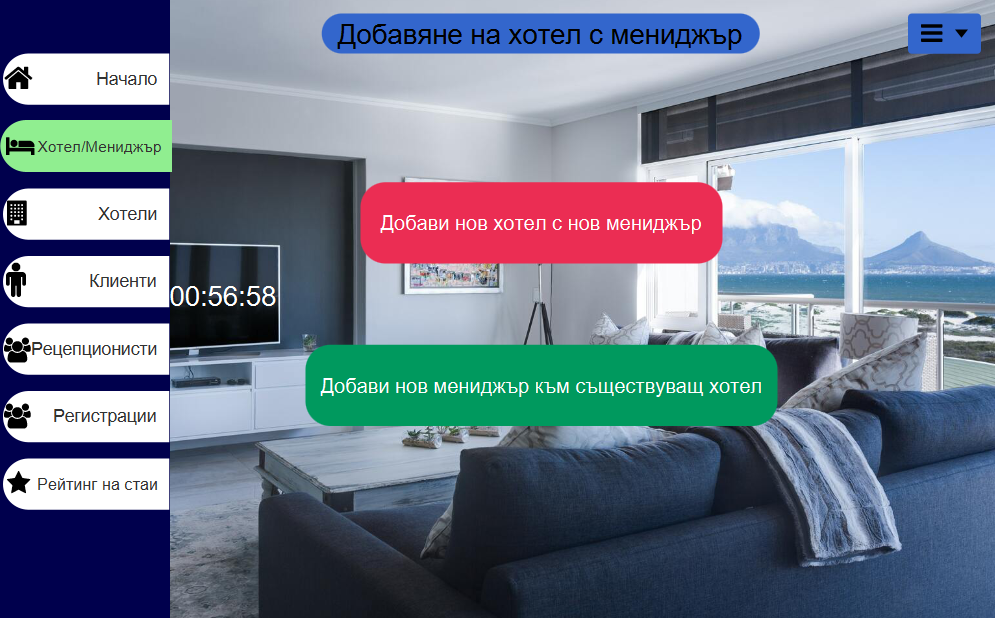 Добавяне на хотел с мениджър
Начало
Хотел/Мениджър
Хотели
Клиенти
Рецепционисти
Регистрации
Рейтинг на стаи
Добави нов хотел с нов мениджър
00:56:58
Добави нов мениджър към съществуващ хотел